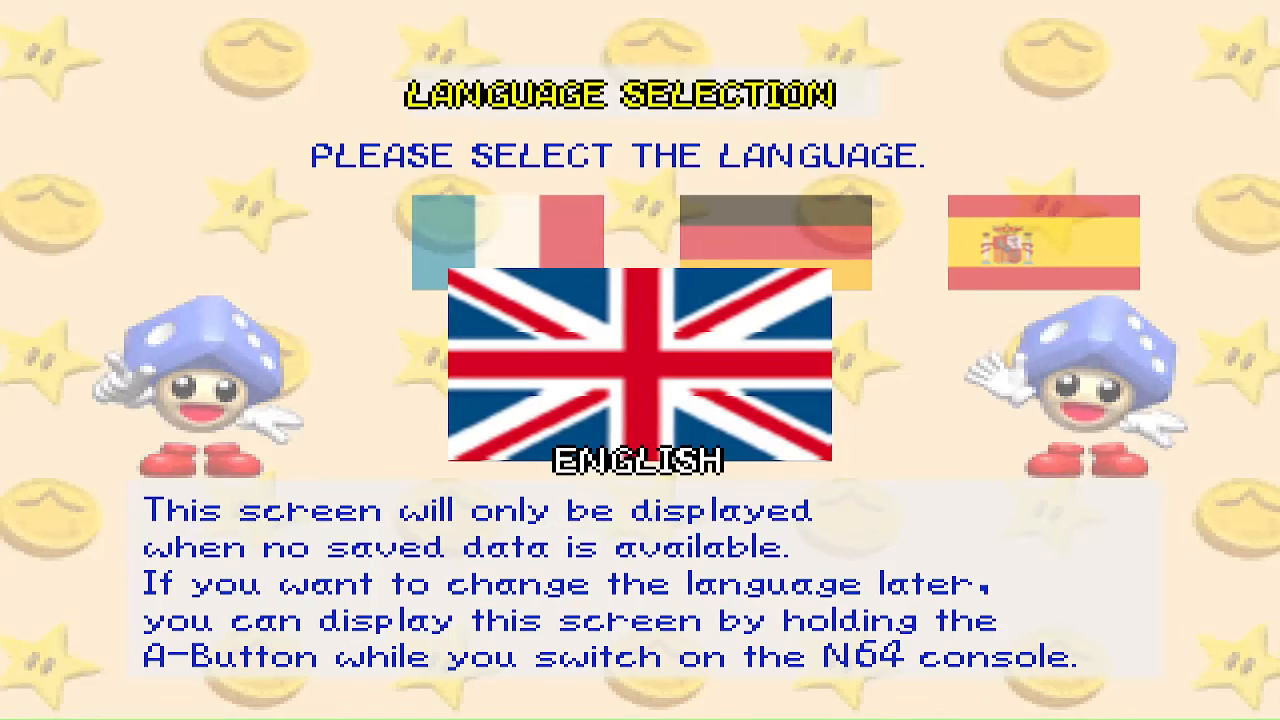 LANGUAGE SELECTION
PLEASE SELECT THE LANGUAGE.
ENGLISH
This screen will only be displayed
when no saved data is available.
If you want to change the language later,
you can display this screen by holding the
A-Button while you switch on the N64 console.